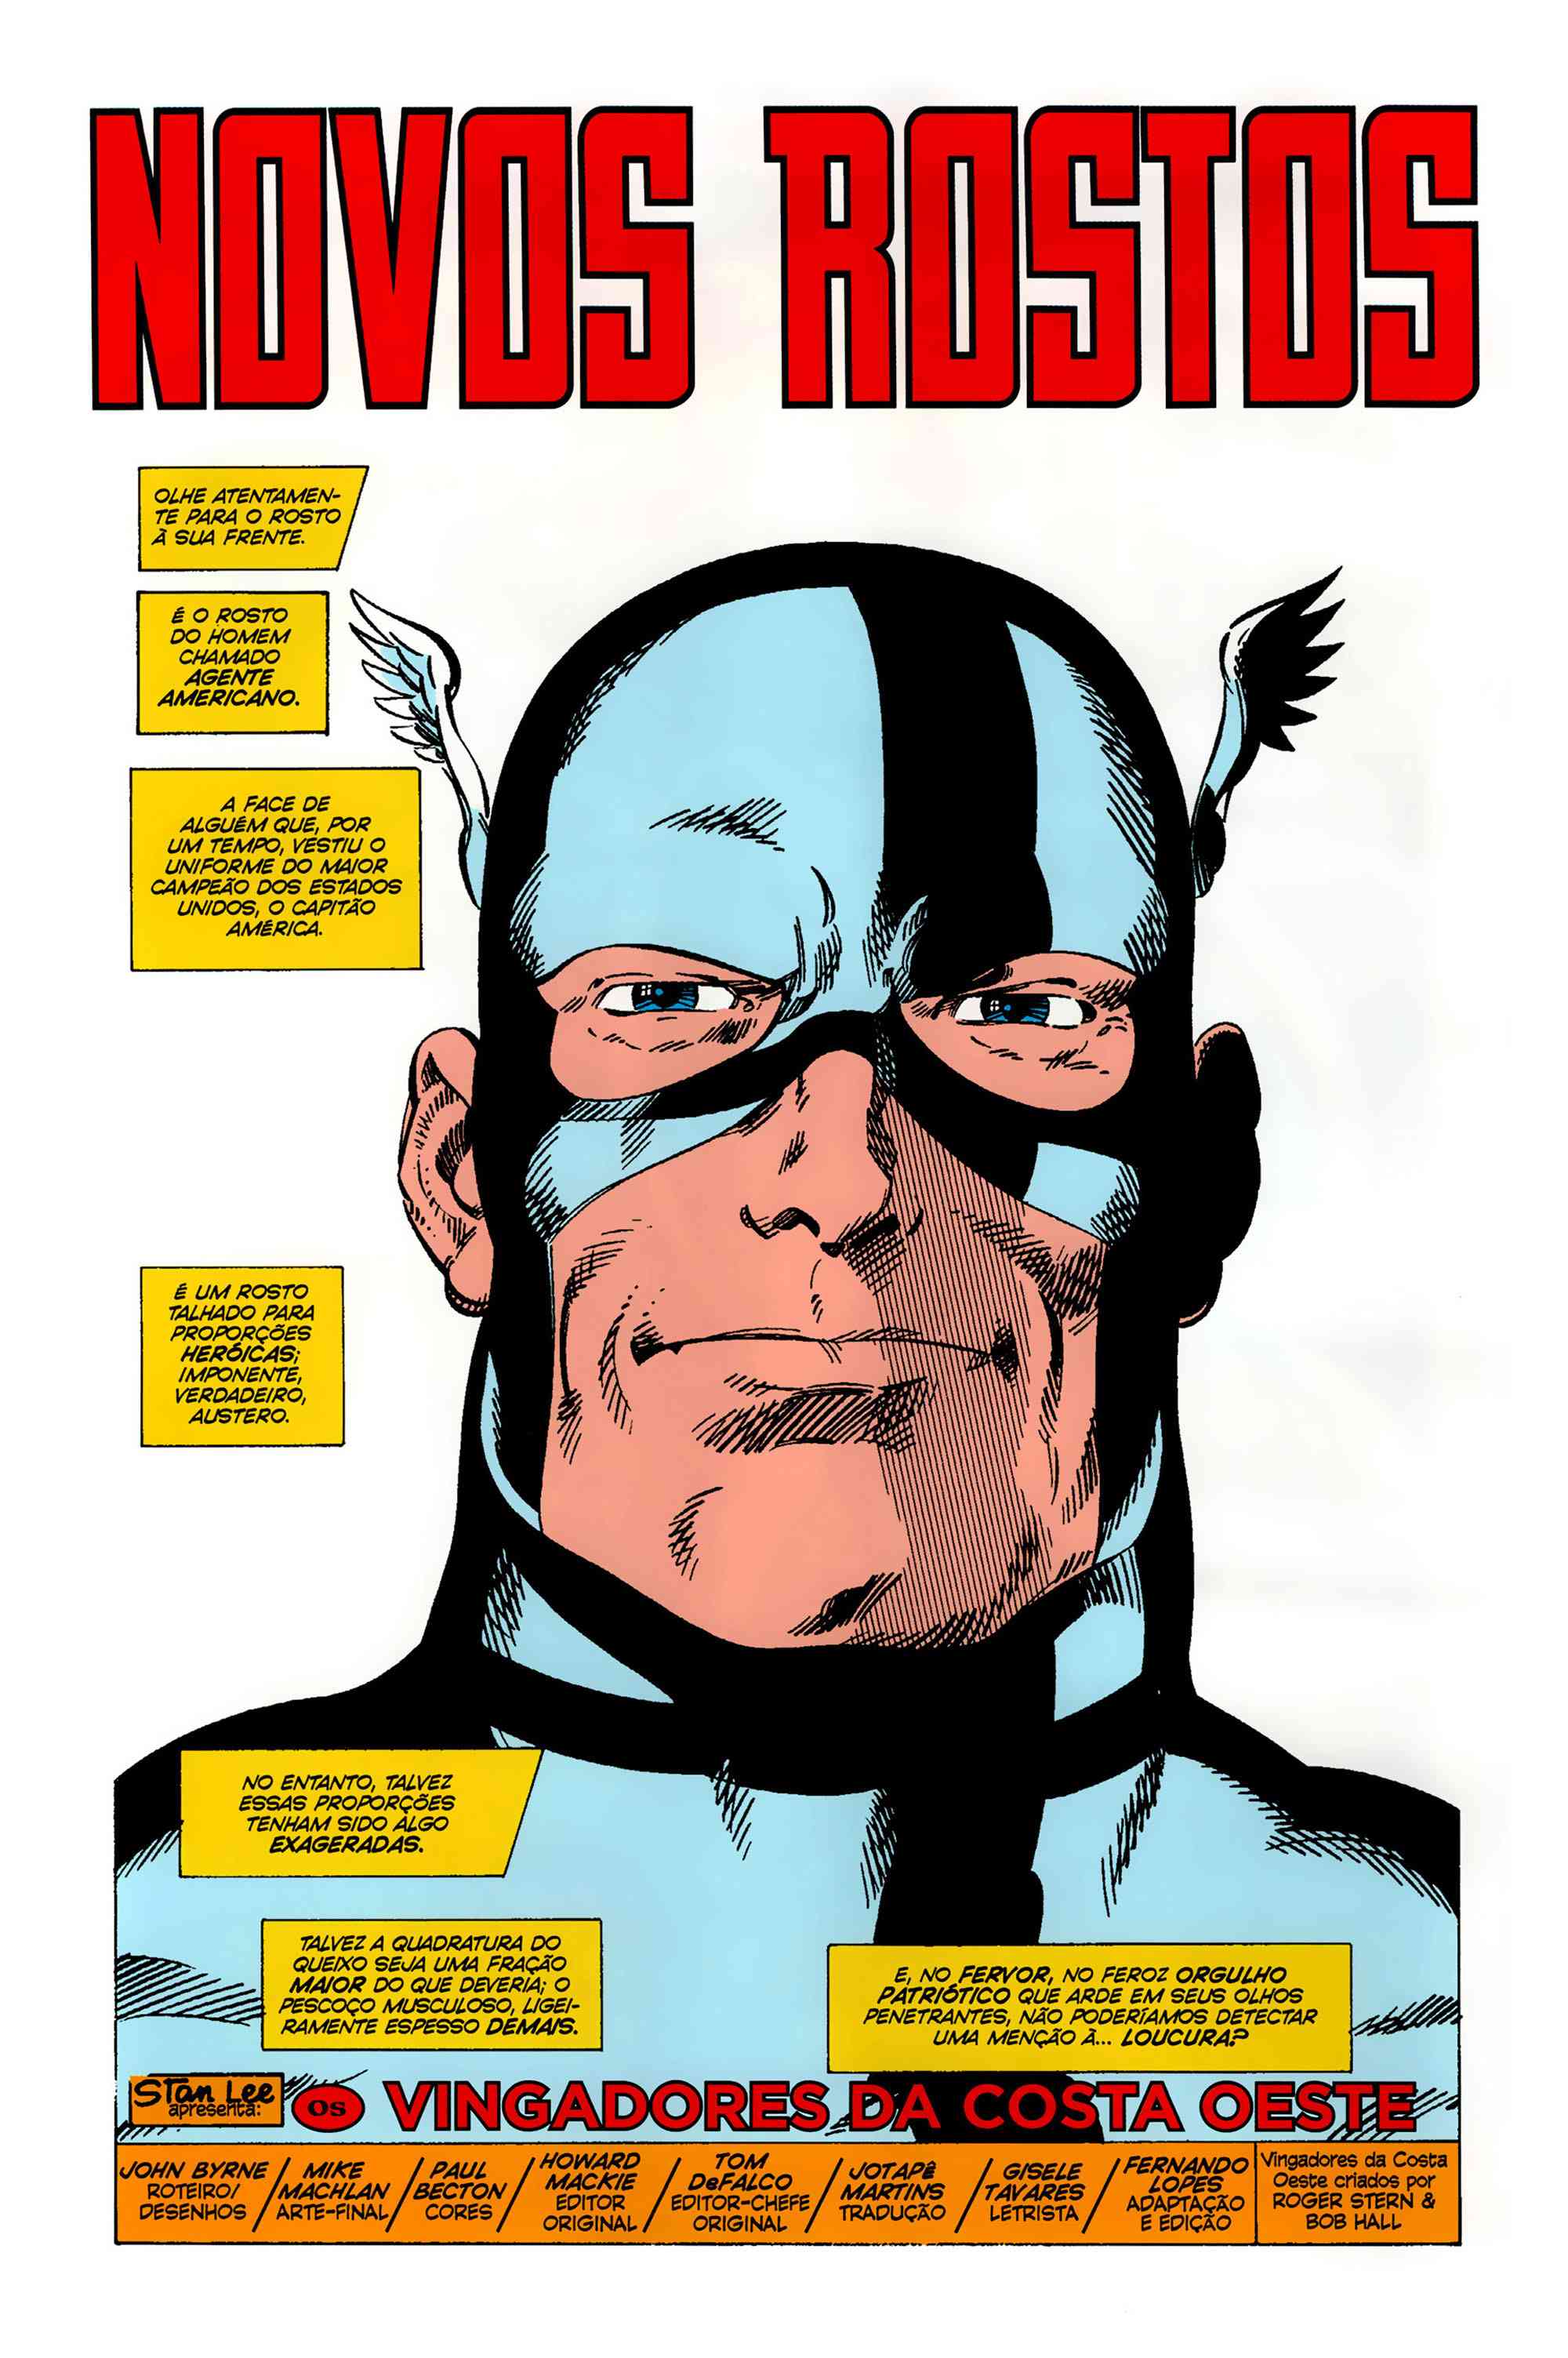 NOVOS ROSTOS
OLHE ATENTAMEN-
TE PARA O ROSTO
À SUA FRENTE.
É O ROSTO
DO HOMEM
CHAMADO
AGENTE
AMERICANO.
A FACE DE
ALGUÉM QUE, POR
UM TEMPO, VESTIU O
UNIFORME DO MAIOR
CAMPEÃO DOS ESTADOS
UNIDOS, O CAPITÃO
AMÉRICA.
É UM ROSTO
TALHADO PARA
PROPORÇÕES
HERÓICAS;
IMPONENTE,
VERDADEIRO,
AUSTERO.
NO ENTANTO, TALVEZ
ESSAS PROPORÇÕES
TENHAM SIDO ALGO
EXAGERADAS.
TALVEZ A QUADRATURA DO
QUEIXO SEJA UMA FRAÇÃO
MAIOR DO QUE DEVERIA; O
PESCOÇO MUSCULOSO, LIGEI-
RAMENTE ESPESSO DEMAIS.
E, NO FERVOR, NO FEROZ ORGULHO
PATRIÓTICO QUE ARDE EM SEUS OLHOS
PENETRANTES, NÃO PODERÍAMOS DETECTAR
UMA MENÇÃO À... LOUCURA?
STan Lee
apresenta:
OS VINGADORES DA COSTA OESTE
JOHN BYRNE
ROTEIRO/
DESENHOS
MIKE
MACHLAN
ARTE-FINAL
PAUL
BECTON
CORES
HOWARD
MACKIE
EDITOR
ORIGINAL
TOM
DeFALCO
EDITOR-CHEFE
ORIGINAL
JOTAPê
MARTINS
TRADUÇÃO
GISELE
TAVARES
LETRISTA
FERNANDO
LOPES
ADAPTAÇÃO
E EDIÇÃO
Vingadores da Costa
Oeste criados por
ROGER STERN &
BOB HALL